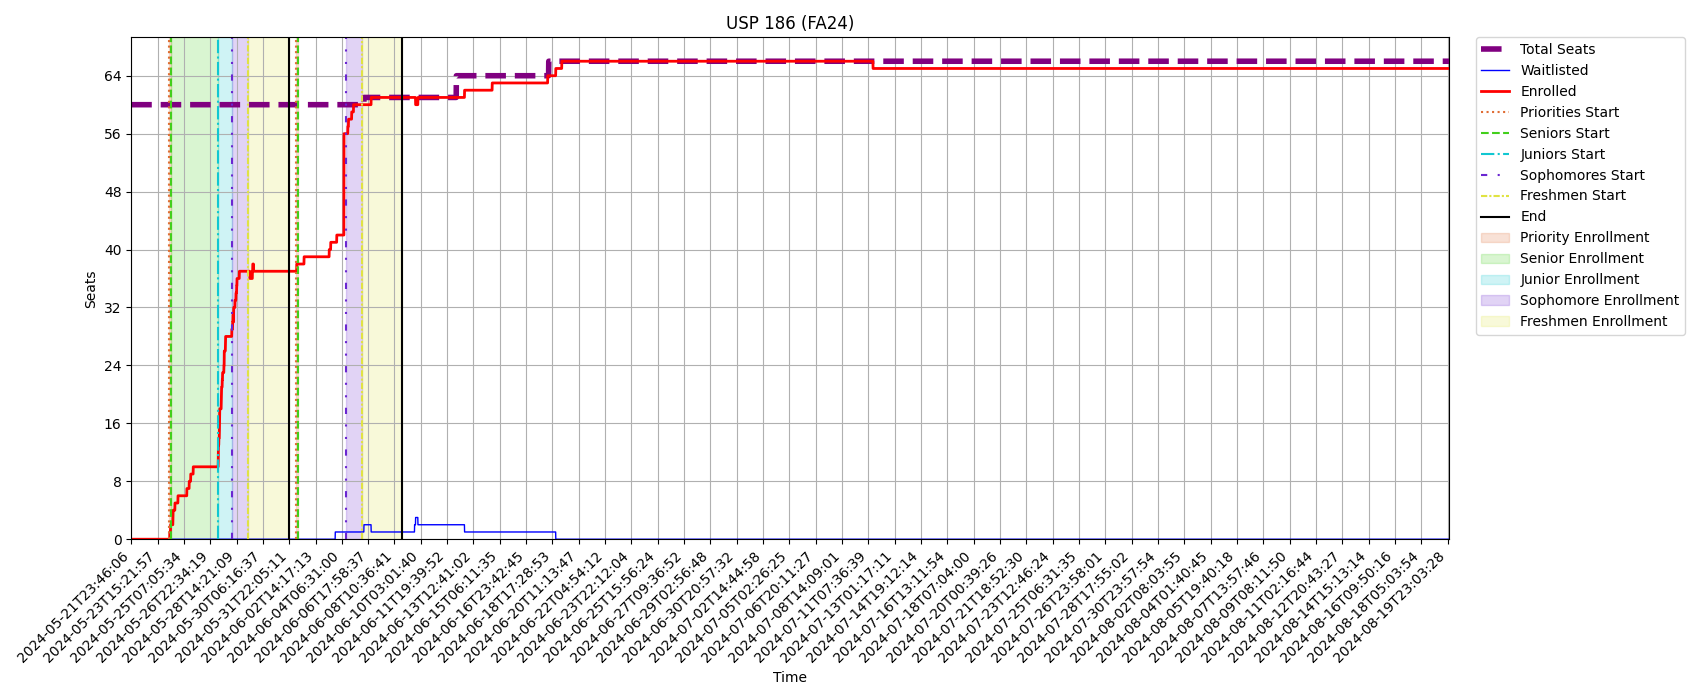 USP 186 (FA24)
Total Seats
Waitlisted
Enrolled
Priorities Start
Seniors Start
Juniors Start
Sophomores Start
Freshmen Start
End
Priority Enrollment
Senior Enrollment
Junior Enrollment
Sophomore Enrollment
Freshmen Enrollment
Seats
64
56
48
40
32
24
16
8
0
2024-05-21T23:46:06
2024-05-23T15:21:57
2024-05-25T07:05:34
2024-05-26T22:34:19
2024-05-28T14:21:09
2024-05-30T06:16:37
2024-05-31T22:05:11
2024-06-02T14:17:13
2024-06-04T06:31:00
2024-06-06T17:58:37
2024-06-08T10:36:41
2024-06-10T03:01:40
2024-06-11T19:39:52
2024-06-13T12:41:02
2024-06-15T06:11:35
2024-06-16T23:42:45
2024-06-18T17:28:53
2024-06-20T11:13:47
2024-06-22T04:54:12
2024-06-23T22:12:04
2024-06-25T15:56:24
2024-06-27T09:36:52
2024-06-29T02:56:48
2024-06-30T20:57:32
2024-07-02T14:44:58
2024-07-05T02:26:25
2024-07-06T20:11:27
2024-07-08T14:09:01
2024-07-11T07:36:39
2024-07-13T01:17:11
2024-07-14T19:12:14
2024-07-16T13:11:54
2024-07-18T07:04:00
2024-07-20T00:39:26
2024-07-21T18:52:30
2024-07-23T12:46:24
2024-07-25T06:31:35
2024-07-26T23:58:01
2024-07-28T17:55:02
2024-07-30T23:57:54
2024-08-02T08:03:55
2024-08-04T01:40:45
2024-08-05T19:40:18
2024-08-07T13:57:46
2024-08-09T08:11:50
2024-08-11T02:16:44
2024-08-12T20:43:27
2024-08-14T15:13:14
2024-08-16T09:50:16
2024-08-18T05:03:54
2024-08-19T23:03:28
Time